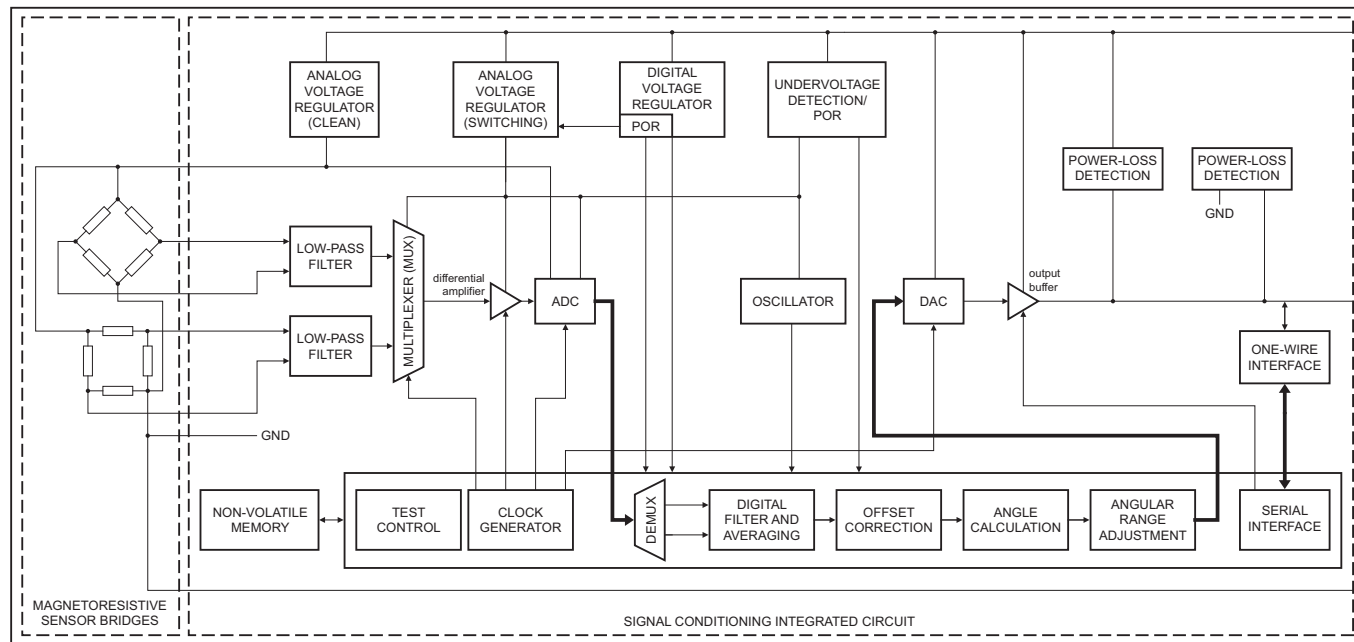 ANALOG
VOLTAGE
REGULATOR
(CLEAN)
ANALOG
VOLTAGE
REGULATOR
(SWITCHING)
DIGITAL
VOLTAGE
REGULATOR
POR
UNDERVOLTAGE
DETECTION/
POR
POWER-LOSS
DETECTION
POWER-LOSS
DETECTION
GND
LOW-PASS
FILTER
LOW-PASS
FILTER
MULTIPLEXER (MUX)
differential
amplifier
ADC
OSCILLATOR
DAC
output
buffer
ONE-WIRE
INTERFACE
GND
NON-VOLATILE
MEMORY
TEST
CONTROL
CLOCK
GENERATOR
DEMUX
DIGITAL
FILTER AND
AVERAGING
OFFSET
CORRECTION
ANGLE
CALCULATION
ANGULAR
RANGE
ADJUSTMENT
SERIAL
INTERFACE
MAGNETORESISTIVE
SENSOR BRIDGES
SIGNAL CONDITIONING INTEGRATED CIRCUIT